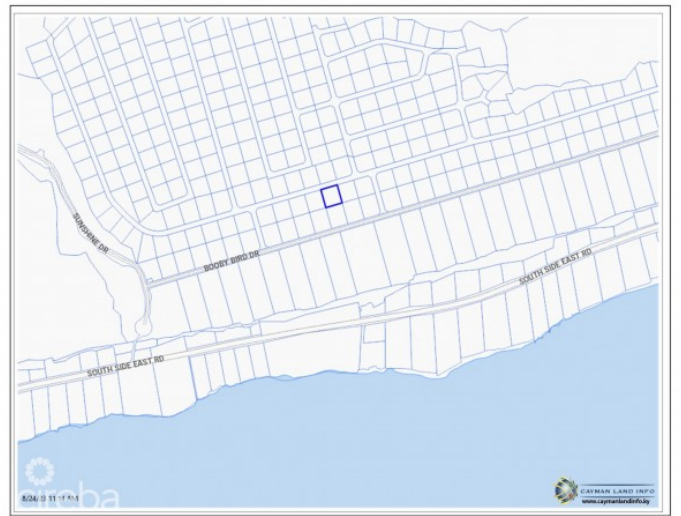 SUNSHINE DR
BOOBY BIRD DR
SOUTH SIDE EAST RD
SOUTH SIDE EAST RD
cireba
CAYMAN LAND INFO
www.caymanlandinfo.ky